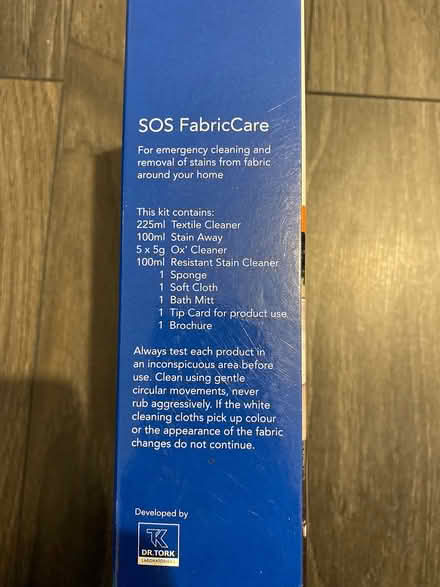 SOS FabricCare
For emergency cleaning and
removal of stains from fabric
around your home
This kit contains:
225ml Textile Cleaner
100ml Stain Away
5 x 5g Ox' Cleaner
100ml Resistant Stain Cleaner
1 Sponge
1 Soft Cloth
1 Bath Mitt
1 Tip Card for product use
1 Brochure
Always test each product in
an inconspicuous area before
use. Clean using gentle
circular movements, never
rub aggressively. If the white
cleaning cloths pick up colour
or the appearance of the fabric
changes do not continue.
Developed by
TK
DR.TORK
LABORATORIES